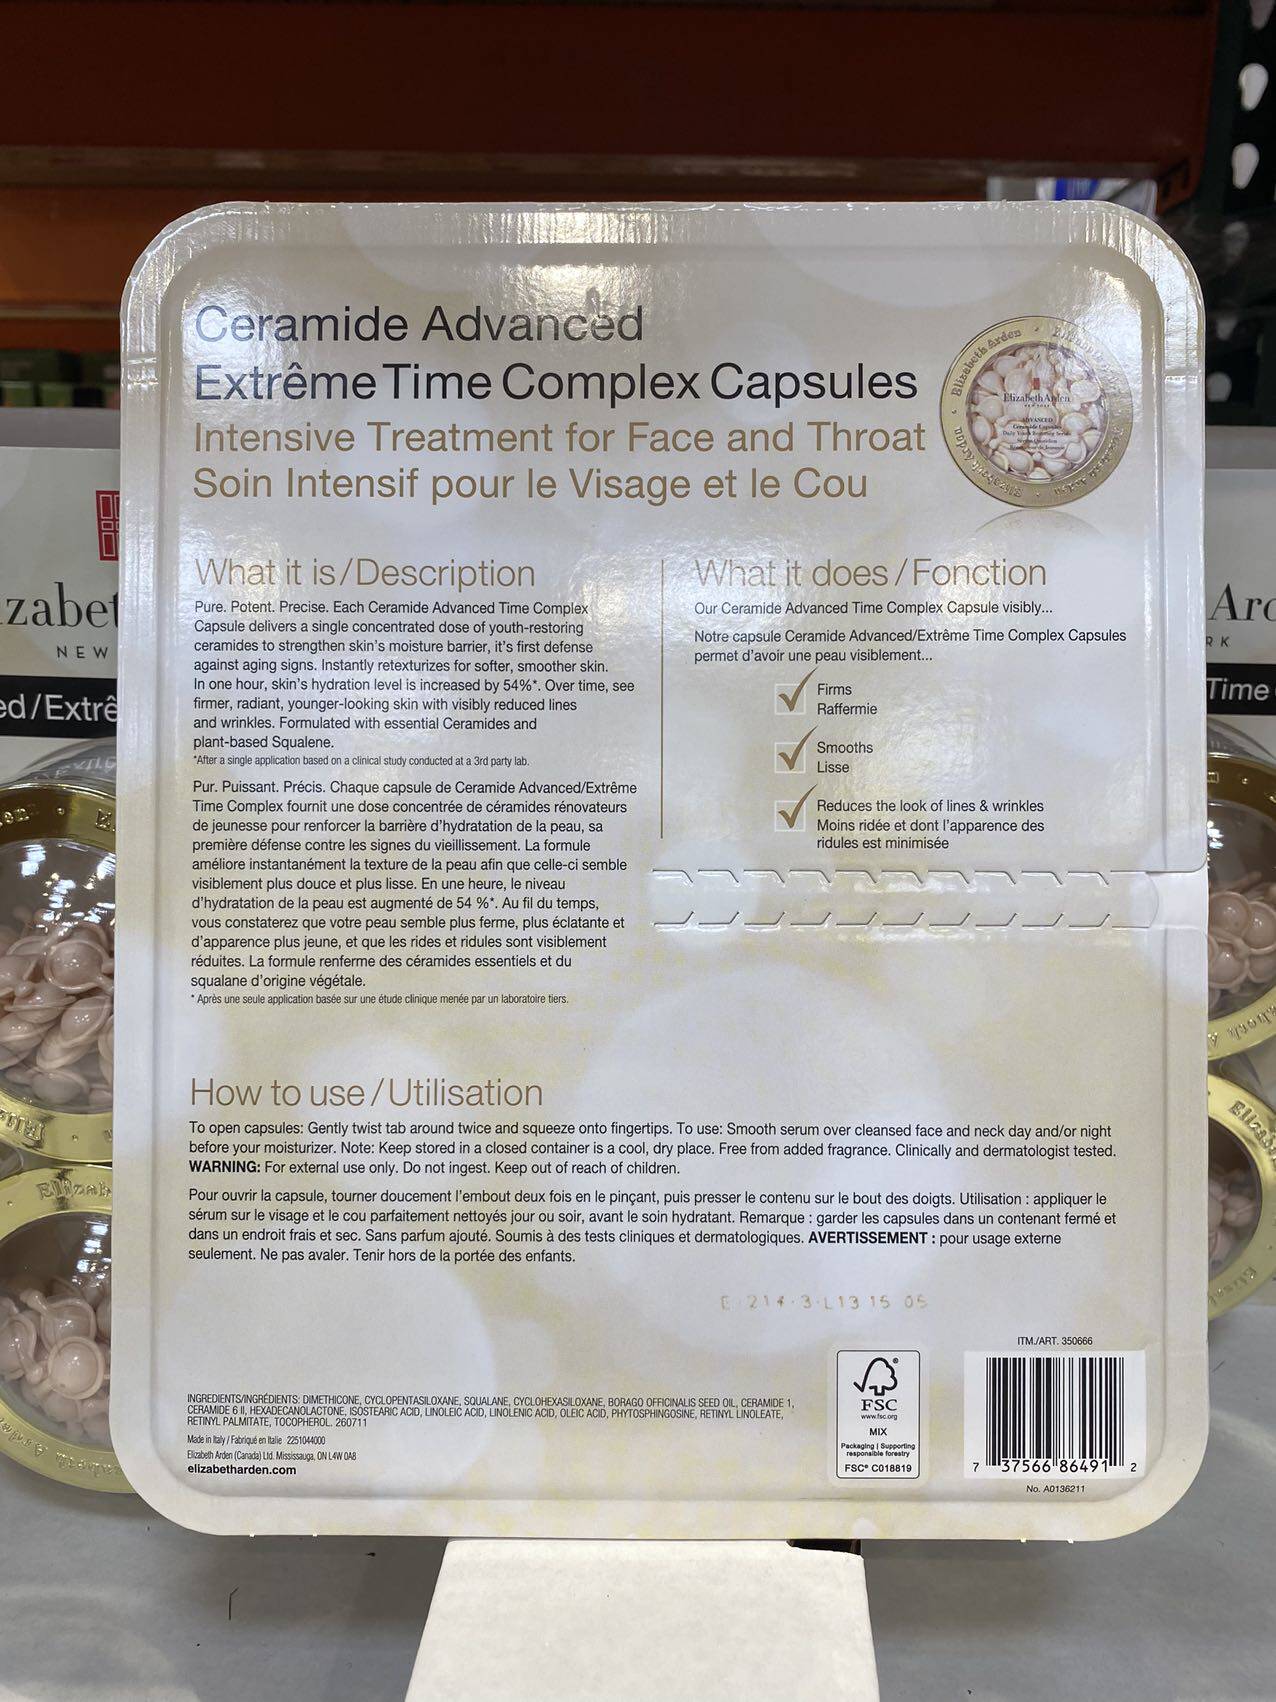 Ceramide Advanced
Extrême Time Complex Capsules
Intensive Treatment for Face and Throat
Soin Intensif pour le Visage et le Cou
Elizabeth Arden
Elizabeth Arden
NEW YORK
ADVANCED
What it is / Description
Pure. Potent. Precise. Each Ceramide Advanced Time Complex
Capsule delivers a single concentrated dose of youth-restoring
ceramides to strengthen skin's moisture barrier, it's first defense
against aging signs. Instantly retexturizes for softer, smoother skin.
In one hour, skin's hydration level is increased by 54%*. Over time, see
firmer, radiant, younger-looking skin with visibly reduced lines
and wrinkles. Formulated with essential Ceramides and
plant-based Squalene.
*After a single application based on a clinical study conducted at a 3rd party lab.
Pur. Puissant. Précis. Chaque capsule de Ceramide Advanced/Extrême
Time Complex fournit une dose concentrée de céramides rénovateurs
de jeunesse pour renforcer la barrière d'hydratation de la peau, sa
première défense contre les signes du vieillissement. La formule
améliore instantanément la texture de la peau afin que celle-ci semble
visiblement plus douce et plus lisse. En une heure, le niveau
d'hydratation de la peau est augmenté de 54 %*. Au fil du temps,
vous constaterez que votre peau semble plus ferme, plus éclatante et
d'apparence plus jeune, et que les rides et ridules sont visiblement
réduites. La formule renferme des céramides essentiels et du
squalane d'origine végétale.
* Après une seule application basée sur une étude clinique menée par un laboratoire tiers.
What it does / Fonction
Our Ceramide Advanced Time Complex Capsule visibly...
Notre capsule Ceramide Advanced/Extrême Time Complex Capsules
permet d'avoir une peau visiblement...
Firms
Raffermie
Smooths
Lisse
Reduces the look of lines & wrinkles
Moins ridée et dont l'apparence des
ridules est minimisée
How to use / Utilisation
To open capsules: Gently twist tab around twice and squeeze onto fingertips. To use: Smooth serum over cleansed face and neck day and/or night
before your moisturizer. Note: Keep stored in a closed container is a cool, dry place. Free from added fragrance. Clinically and dermatologist tested.
WARNING: For external use only. Do not ingest. Keep out of reach of children.
Pour ouvrir la capsule, tourner doucement l'embout deux fois en le pinçant, puis presser le contenu sur le bout des doigts. Utilisation : appliquer le
sérum sur le visage et le cou parfaitement nettoyés jour ou soir, avant le soin hydratant. Remarque : garder les capsules dans un contenant fermé et
dans un endroit frais et sec. Sans parfum ajouté. Soumis à des tests cliniques et dermatologiques. AVERTISSEMENT : pour usage externe
seulement. Ne pas avaler. Tenir hors de la portée des enfants.
E 214·3·L13 15 05
INGREDIENTS/INGRÉDIENTS: DIMETHICONE, CYCLOPENTASILOXANE, SQUALANE, CYCLOHEXASILOXANE, BORAGO OFFICINALIS SEED OIL, CERAMIDE 1,
CERAMIDE 6 II, HEXADECANOLACTONE, ISOSTEARIC ACID, LINOLEIC ACID, LINOLENIC ACID, OLEIC ACID, PHYTOSPHINGOSINE, RETINYL LINOLEATE,
RETINYL PALMITATE, TOCOPHEROL. 260711
Made in Italy / Fabriqué en Italie 2251044000
Elizabeth Arden (Canada) Ltd. Mississauga, ON L4W 0A8
elizabetharden.com
FSC
www.fsc.org
MIX
Packaging | Supporting
responsible forestry
FSC® C018819
ITM./ART. 350666
7 37566 86491 2
No. A0136211
zabet
NEW
ed/Extrê
Ard
RK
Time